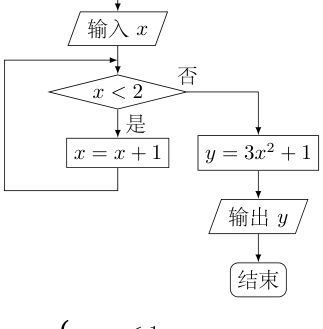 输入 x
x < 2
否
是
x = x + 1
y = 3x² + 1
输出 y
结束